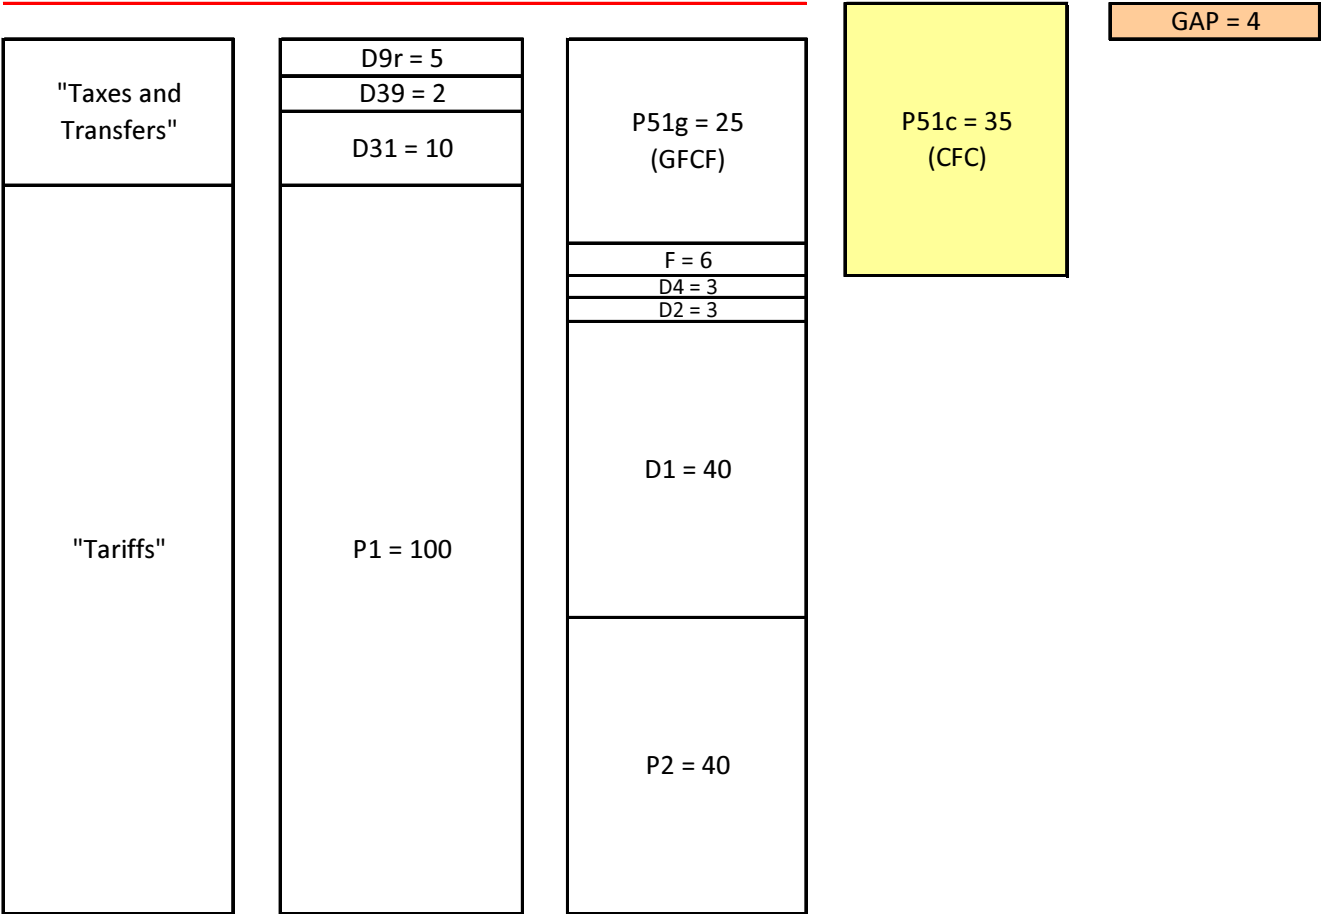 "Taxes and
Transfers"
"Tariffs"
D9r = 5
D39 = 2
D31 = 10
P1 = 100
P51g = 25
(GFCF)
F = 6
D4 = 3
D2 = 3
D1 = 40
P2 = 40
P51c = 35
(CFC)
GAP = 4